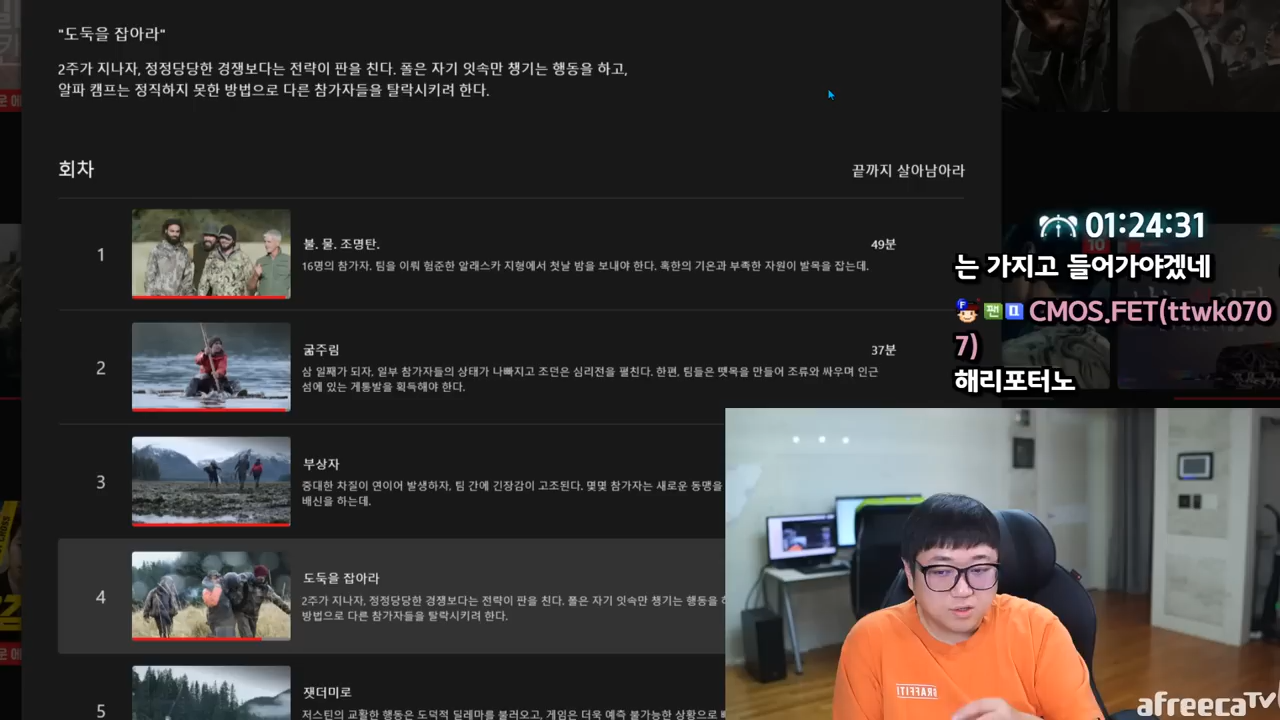 "도둑을 잡아라"
2주가 지나자, 정정당당한 경쟁보다는 전략이 판을 친다. 폴은 자기 잇속만 챙기는 행동을 하고,
알파 캠프는 정직하지 못한 방법으로 다른 참가자들을 탈락시키려 한다.
회차
끝까지 살아남아라
1
불. 물. 조명탄.
49분
16명의 참가자. 팀을 이뤄 험준한 알래스카 지형에서 첫날 밤을 보내야 한다. 혹한의 기온과 부족한 자원이 발목을 잡는데.
2
굶주림
37분
삼 일째가 되자, 일부 참가자들의 상태가 나빠지고 조던은 심리전을 펼친다. 한편, 팀들은 뗏목을 만들어 조류와 싸우며 인근
섬에 있는 게통발을 획득해야 한다.
3
부상자
중대한 차질이 연이어 발생하자, 팀 간에 긴장감이 고조된다. 몇몇 참가자는 새로운 동맹을
배신을 하는데.
4
도둑을 잡아라
2주가 지나자, 정정당당한 경쟁보다는 전략이 판을 친다. 폴은 자기 잇속만 챙기는 행동을
방법으로 다른 참가자들을 탈락시키려 한다.
5
잿더미로
저스틴의 교활한 행동은 도덕적 딜레마를 불러오고, 게임은 더욱 예측 불가능한 상황으로
01:24:31
10
는 가지고 들어가야겠네
F 팬 α CMOS.FET(ttwk070
7)
해리포터노
GRAFFITI
afreecaTV